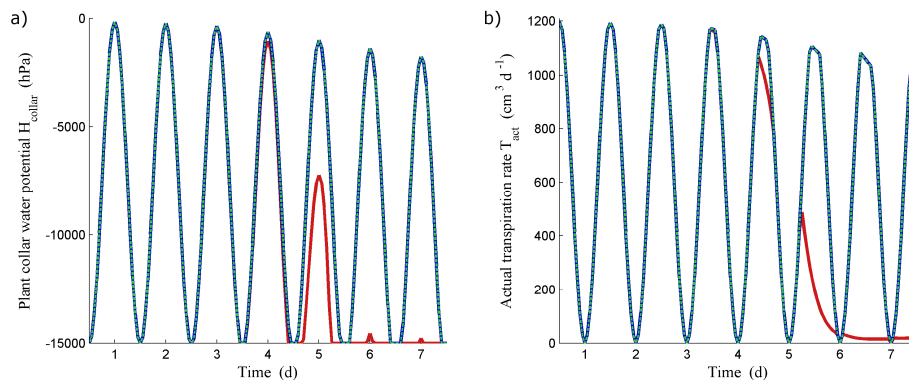 a)
Plant collar water potential H_collar (hPa)
0
-5000
-10000
-15000
1 2 3 4 5 6 7
Time (d)
b)
Actual transpiration rate T_act (cm³ d⁻¹)
1200
1000
800
600
400
200
0
1 2 3 4 5 6 7
Time (d)